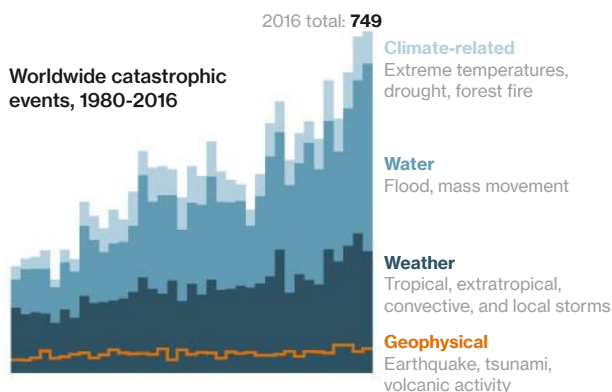 2016 total: 749
Worldwide catastrophic
events, 1980-2016
Climate-related
Extreme temperatures,
drought, forest fire
Water
Flood, mass movement
Weather
Tropical, extratropical,
convective, and local storms
Geophysical
Earthquake, tsunami,
volcanic activity